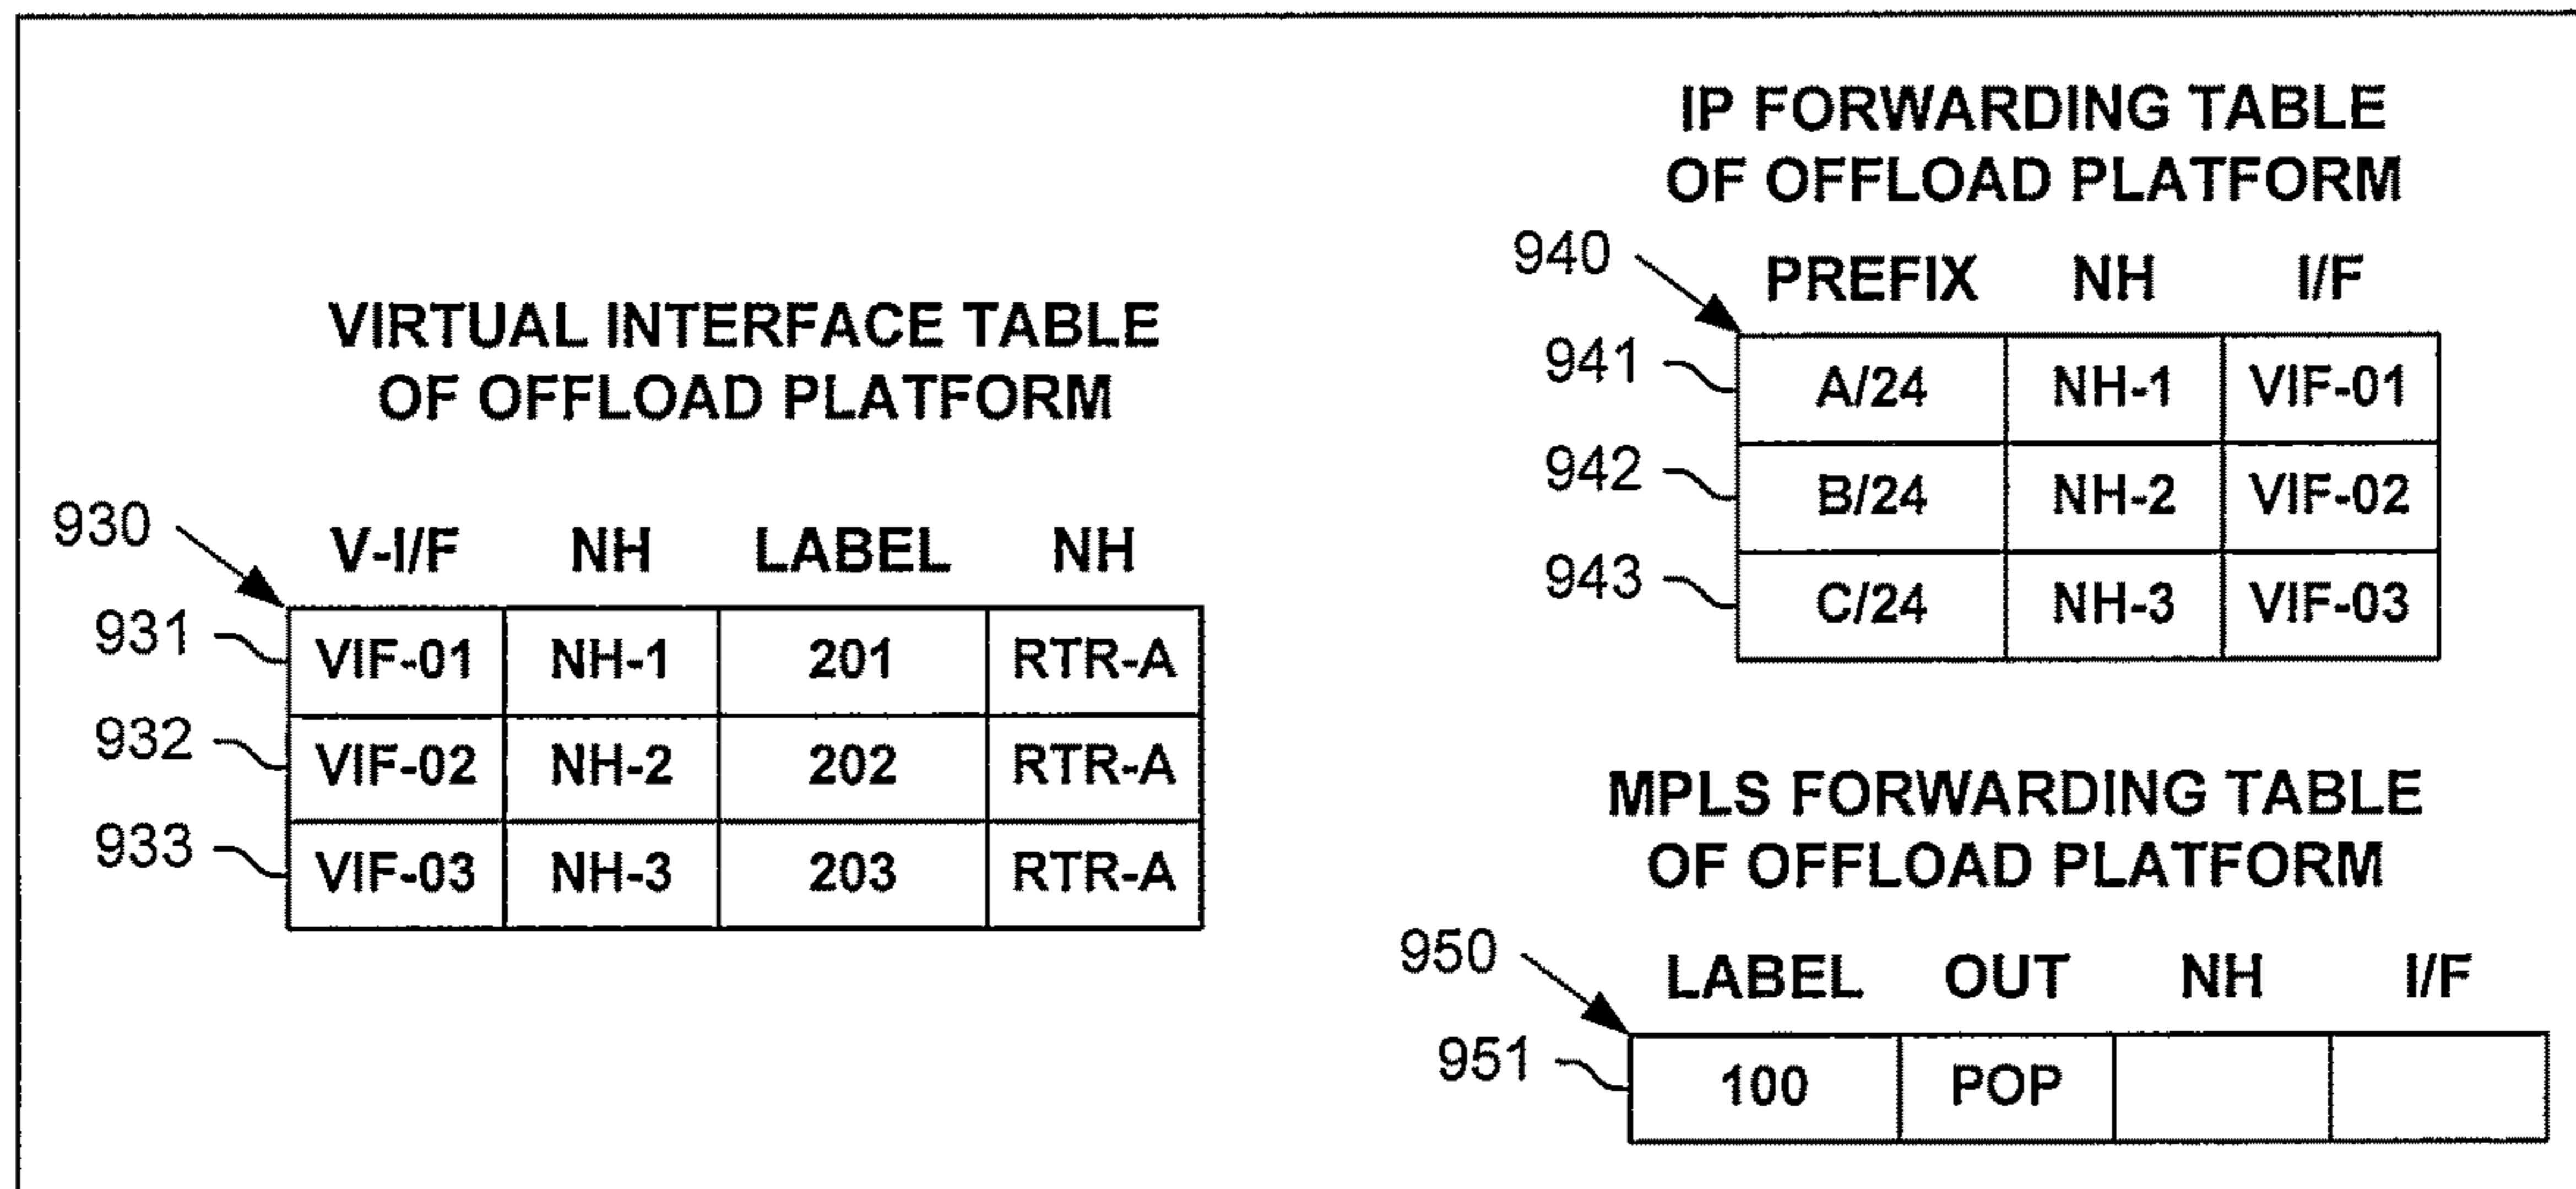 VIRTUAL INTERFACE TABLE
OF OFFLOAD PLATFORM
930
V-I/F NH LABEL NH
931 VIF-01 NH-1 201 RTR-A
932 VIF-02 NH-2 202 RTR-A
933 VIF-03 NH-3 203 RTR-A
IP FORWARDING TABLE
OF OFFLOAD PLATFORM
940
PREFIX NH I/F
941 A/24 NH-1 VIF-01
942 B/24 NH-2 VIF-02
943 C/24 NH-3 VIF-03
MPLS FORWARDING TABLE
OF OFFLOAD PLATFORM
950
LABEL OUT NH I/F
951 100 POP